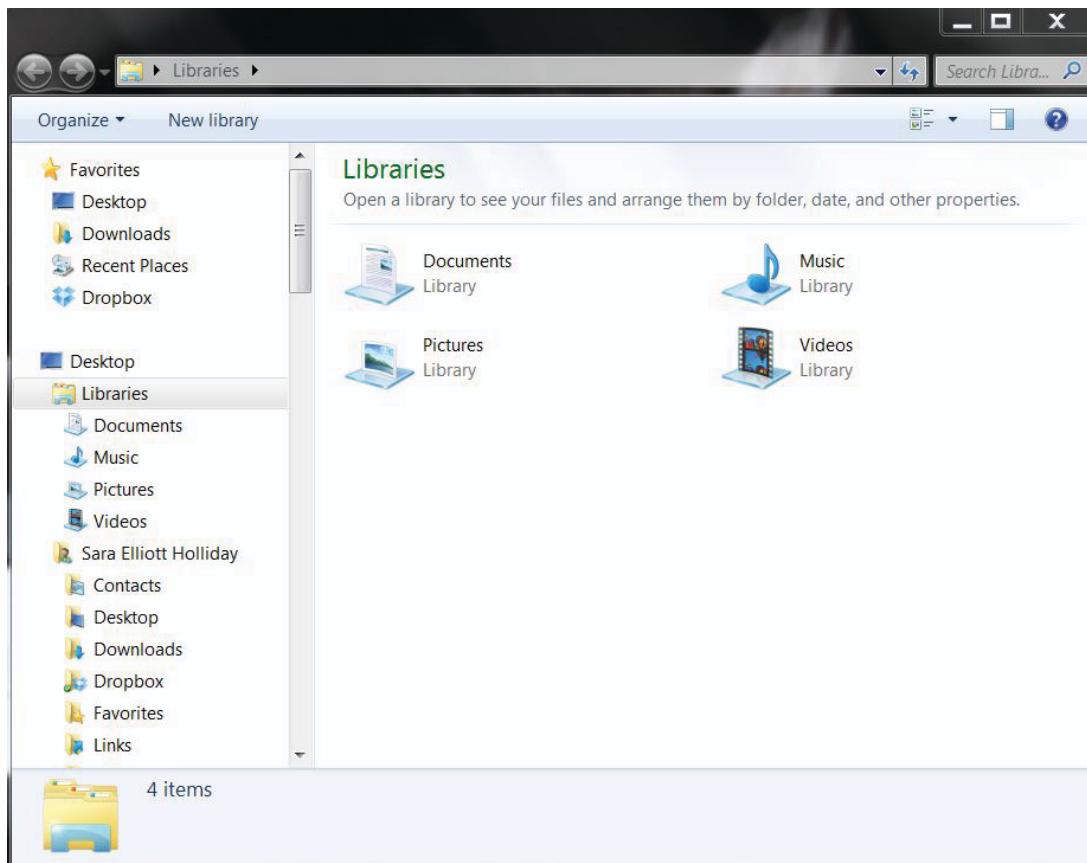 Libraries
Search Libra...
Organize
New library
Favorites
Desktop
Downloads
Recent Places
Dropbox
Desktop
Libraries
Documents
Music
Pictures
Videos
Sara Elliott Holliday
Contacts
Desktop
Downloads
Dropbox
Favorites
Links
Libraries
Open a library to see your files and arrange them by folder, date, and other properties.
Documents
Library
Music
Library
Pictures
Library
Videos
Library
4 items